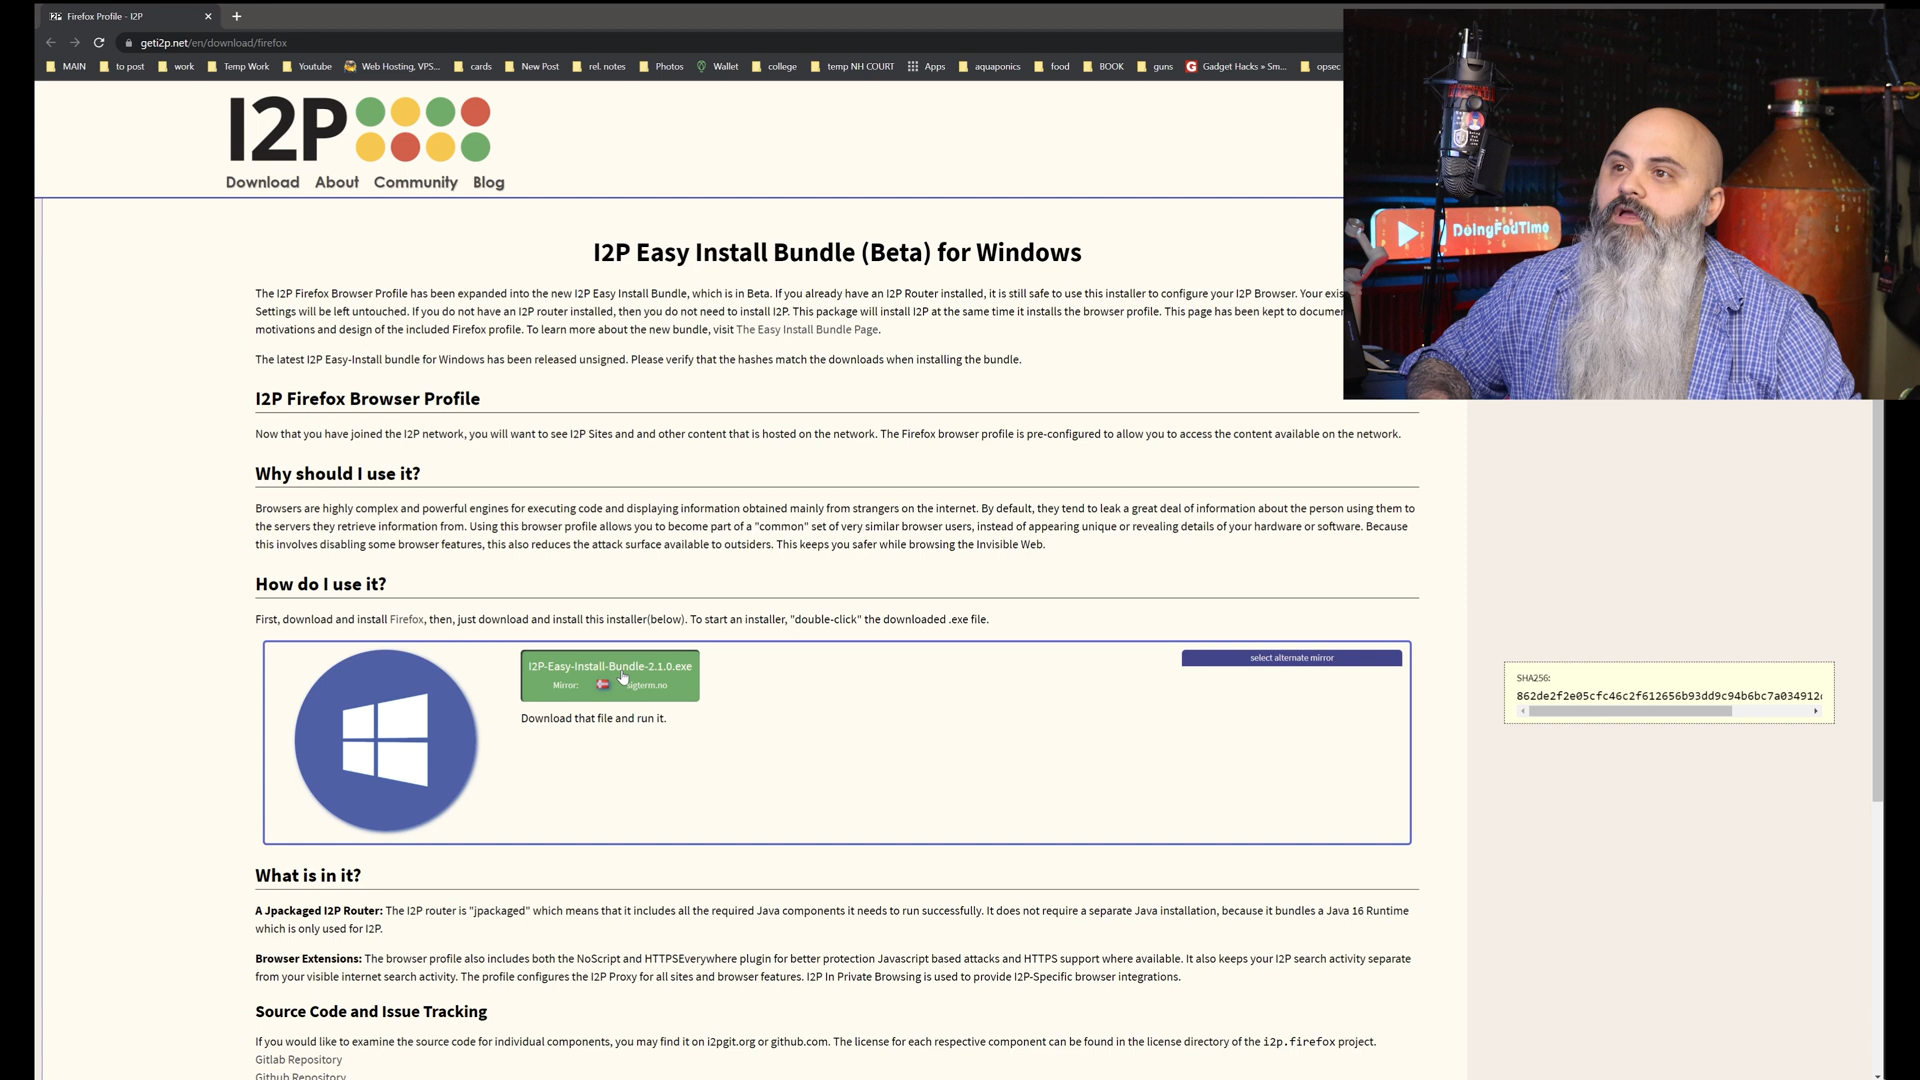 I2P Firefox Profile - I2P
geti2p.net/en/download/firefox
MAIN to post work Temp Work Youtube Web Hosting, VPS... cards New Post rel. notes Photos Wallet college temp NH COURT Apps aquaponics food BOOK guns Gadget Hacks » Sm... opsec
I2P
Download About Community Blog
DoingFedTime
I2P Easy Install Bundle (Beta) for Windows
The I2P Firefox Browser Profile has been expanded into the new I2P Easy Install Bundle, which is in Beta. If you already have an I2P Router installed, it is still safe to use this installer to configure your I2P Browser. Your exis
Settings will be left untouched. If you do not have an I2P router installed, then you do not need to install I2P. This package will install I2P at the same time it installs the browser profile. This page has been kept to documen
motivations and design of the included Firefox profile. To learn more about the new bundle, visit The Easy Install Bundle Page.
The latest I2P Easy-Install bundle for Windows has been released unsigned. Please verify that the hashes match the downloads when installing the bundle.
I2P Firefox Browser Profile
Now that you have joined the I2P network, you will want to see I2P Sites and and other content that is hosted on the network. The Firefox browser profile is pre-configured to allow you to access the content available on the network.
Why should I use it?
Browsers are highly complex and powerful engines for executing code and displaying information obtained mainly from strangers on the internet. By default, they tend to leak a great deal of information about the person using them to
the servers they retrieve information from. Using this browser profile allows you to become part of a "common" set of very similar browser users, instead of appearing unique or revealing details of your hardware or software. Because
this involves disabling some browser features, this also reduces the attack surface available to outsiders. This keeps you safer while browsing the Invisible Web.
How do I use it?
First, download and install Firefox, then, just download and install this installer(below). To start an installer, "double-click" the downloaded .exe file.
I2P-Easy-Install-Bundle-2.1.0.exe
Mirror: sigterm.no
select alternate mirror
Download that file and run it.
SHA256:
862de2f2e05cfc46c2f612656b93dd9c94b6bc7a034912
What is in it?
A Jpackaged I2P Router: The I2P router is "jpackaged" which means that it includes all the required Java components it needs to run successfully. It does not require a separate Java installation, because it bundles a Java 16 Runtime
which is only used for I2P.
Browser Extensions: The browser profile also includes both the NoScript and HTTPSEverywhere plugin for better protection Javascript based attacks and HTTPS support where available. It also keeps your I2P search activity separate
from your visible internet search activity. The profile configures the I2P Proxy for all sites and browser features. I2P In Private Browsing is used to provide I2P-Specific browser integrations.
Source Code and Issue Tracking
If you would like to examine the source code for individual components, you may find it on i2pgit.org or github.com. The license for each respective component can be found in the license directory of the i2p.firefox project.
Gitlab Repository
Github Repository